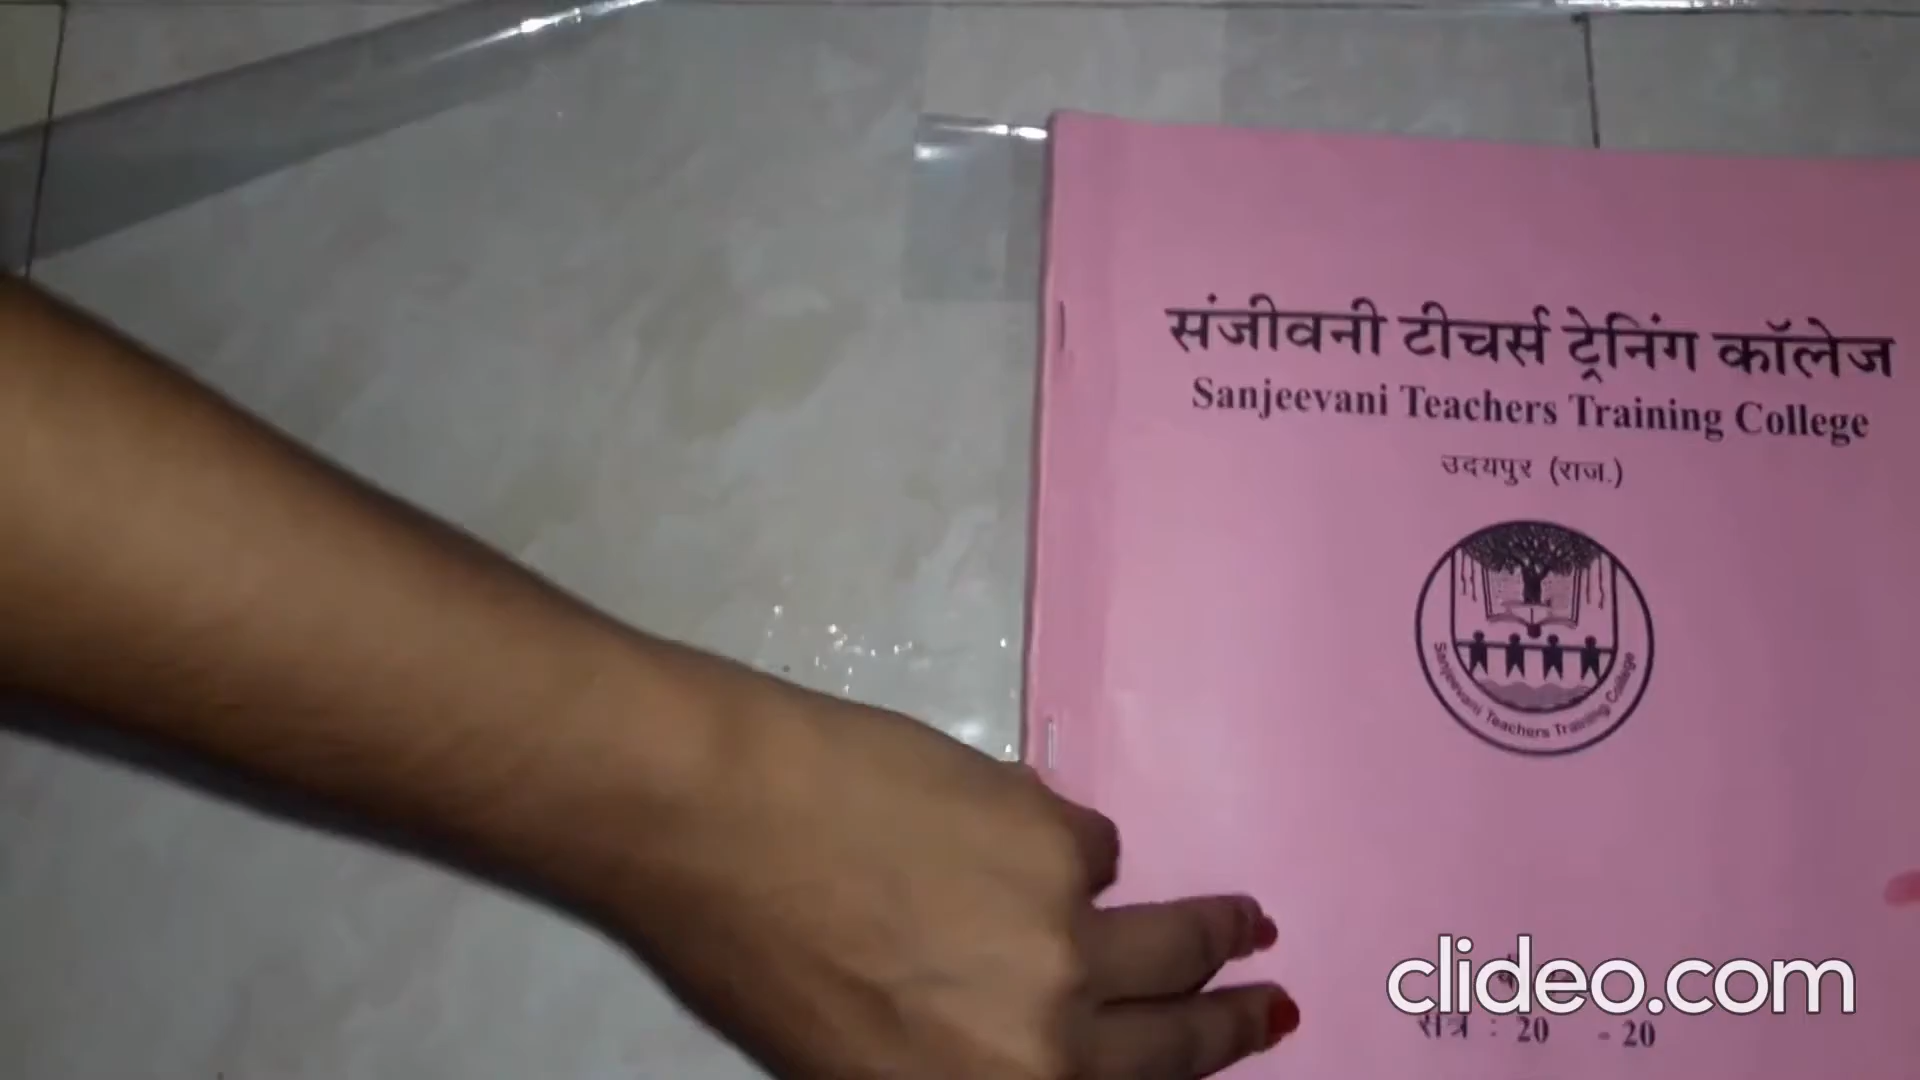 संजीवनी टीचर्स ट्रेनिंग कॉलेज
Sanjeevani Teachers Training College
उदयपुर (राज.)
Sanjeevani Teachers Training College
clideo.com
सत्र : 20 - 20